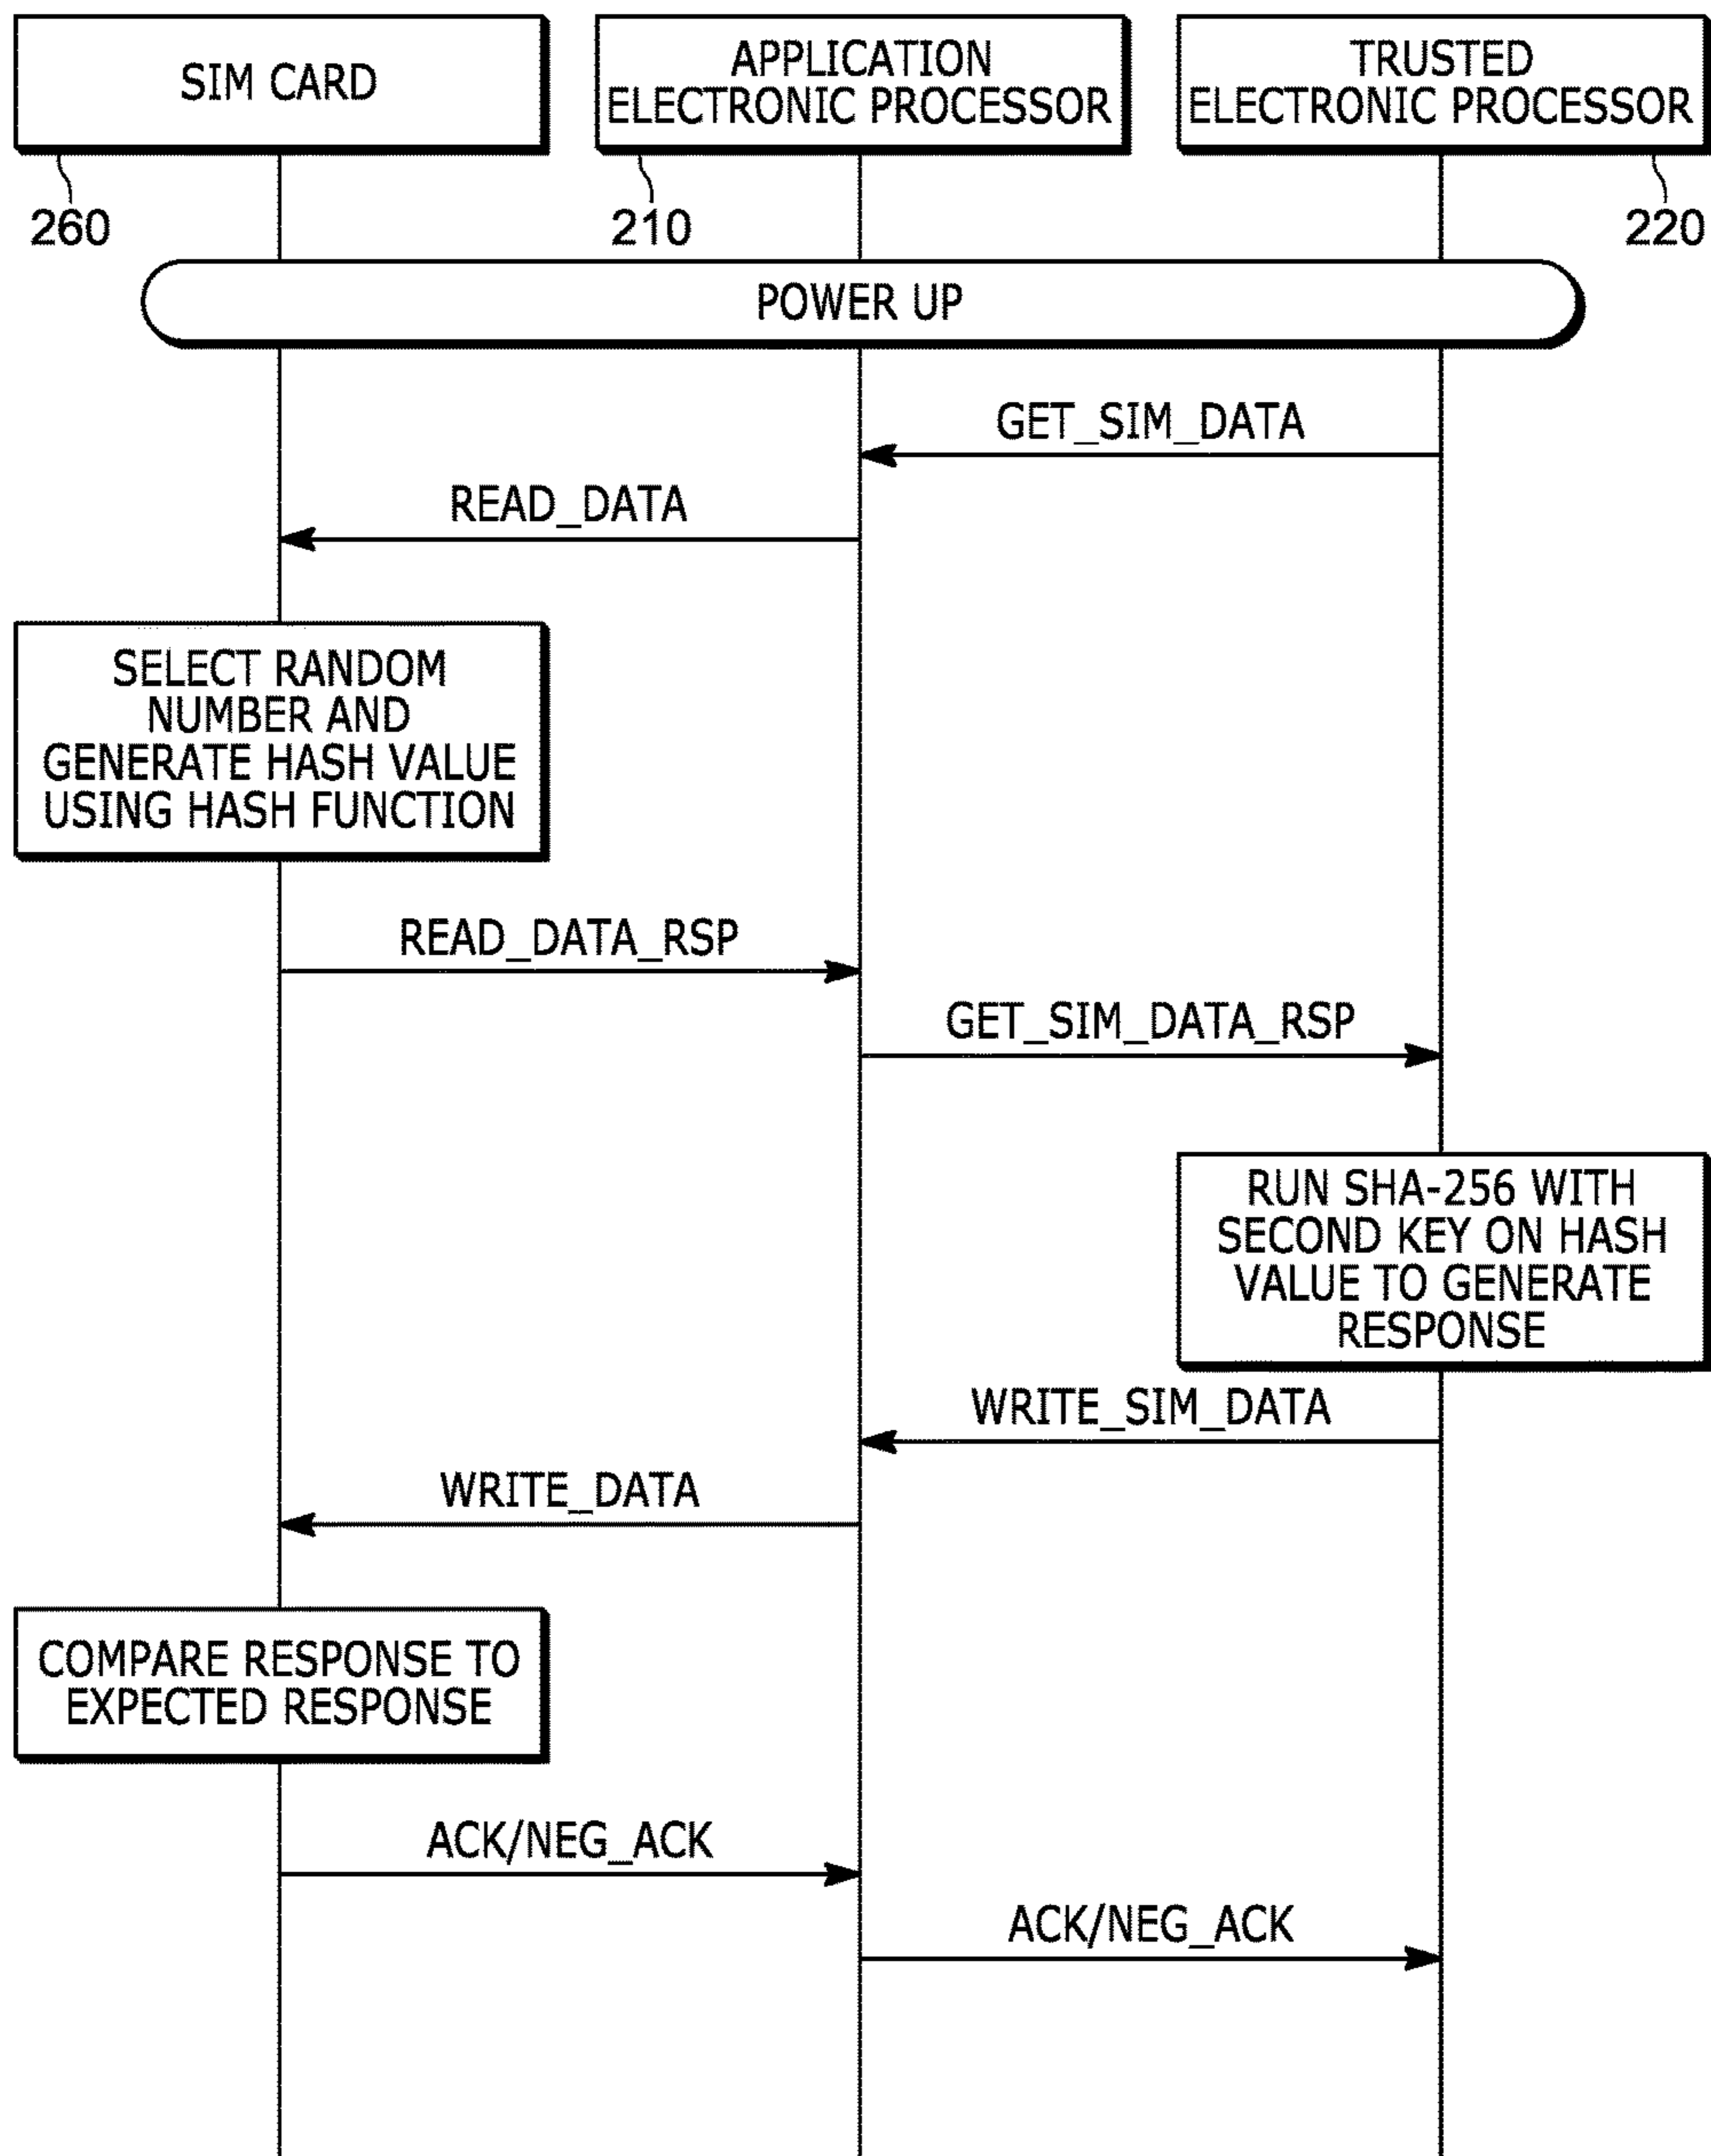 SIM CARD
APPLICATION
ELECTRONIC PROCESSOR
TRUSTED
ELECTRONIC PROCESSOR
260
210
220
POWER UP
GET_SIM_DATA
READ_DATA
SELECT RANDOM
NUMBER AND
GENERATE HASH VALUE
USING HASH FUNCTION
READ_DATA_RSP
GET_SIM_DATA_RSP
RUN SHA-256 WITH
SECOND KEY ON HASH
VALUE TO GENERATE
RESPONSE
WRITE_SIM_DATA
WRITE_DATA
COMPARE RESPONSE TO
EXPECTED RESPONSE
ACK/NEG_ACK
ACK/NEG_ACK